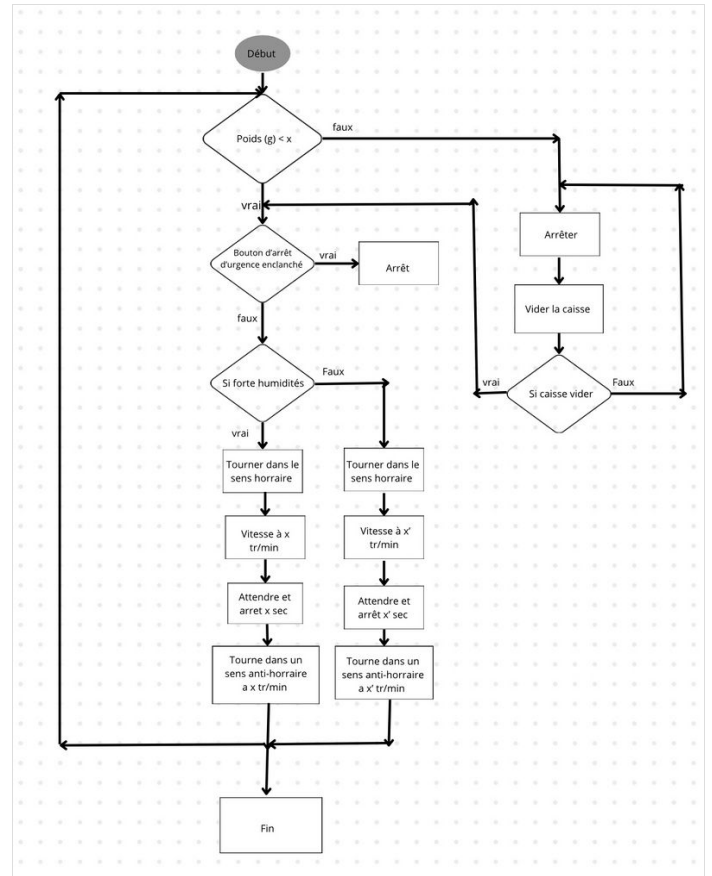 Début
Poids (g) < x
faux
vrai
Bouton d'arrêt
d'urgence enclanché
vrai
Arrêt
faux
Arrêter
Vider la caisse
Si caisse vider
vrai
Faux
Si forte humidités
Faux
vrai
Tourner dans le
sens horraire
Vitesse à x
tr/min
Attendre et
arret x sec
Tourne dans un
sens anti-horraire
a x tr/min
Tourner dans le
sens horraire
Vitesse à x'
tr/min
Attendre et
arrêt x' sec
Tourne dans un
sens anti-horraire
a x' tr/min
Fin